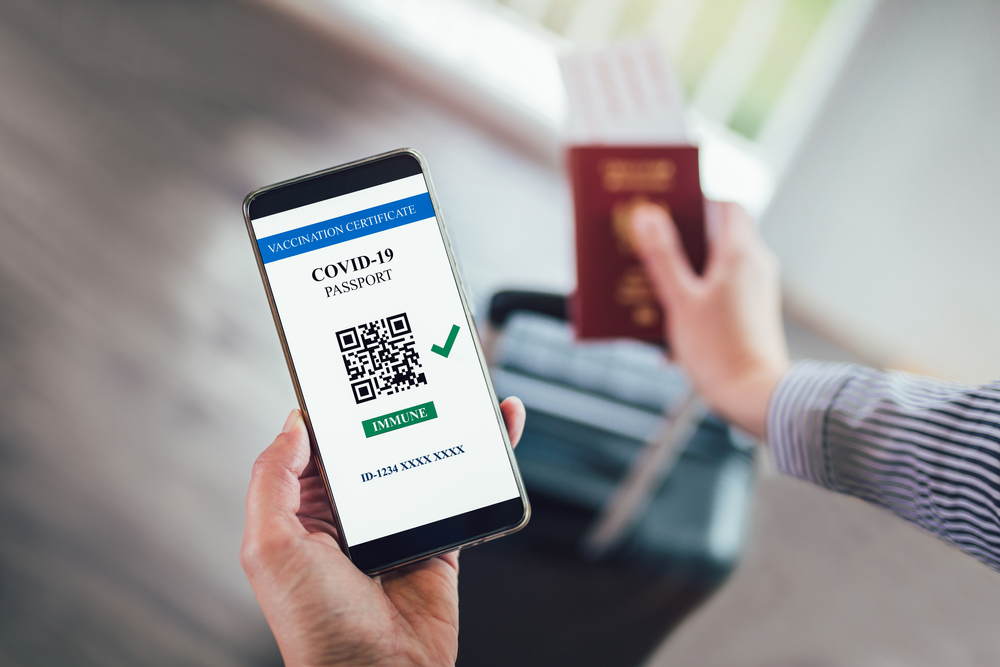 VACCINATION CERTIFICATE
COVID-19
PASSPORT
IMMUNE
ID-1234 XXXX XXXX